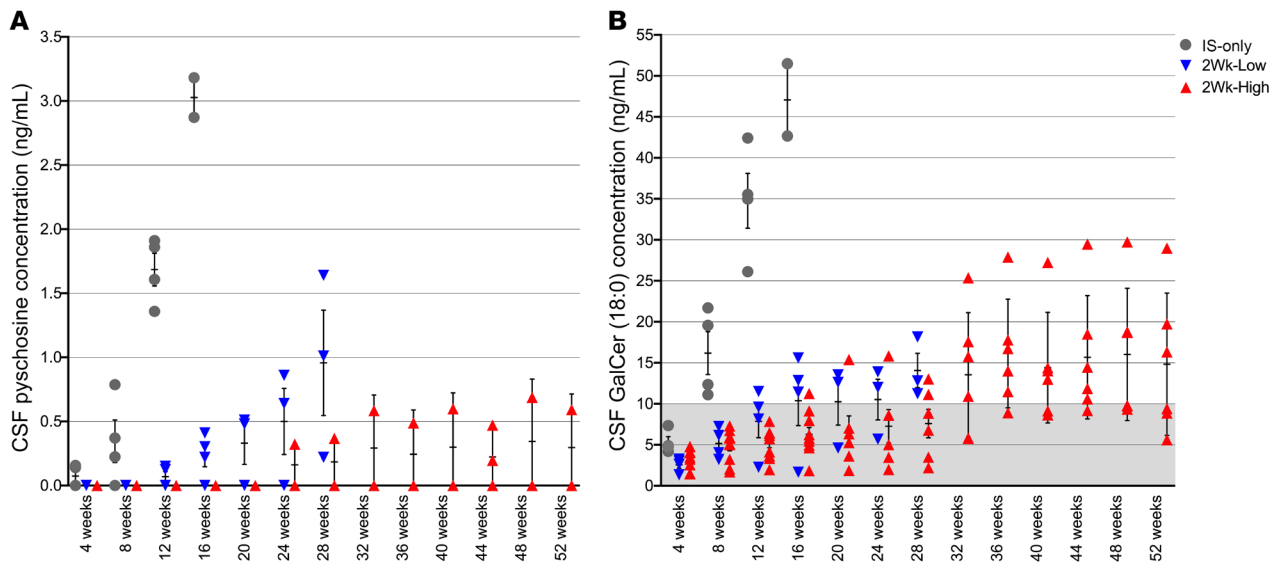 A
CSF pyschosine concentration (ng/mL)
3.5
3.0
2.5
2.0
1.5
1.0
0.5
0.0
4 weeks
8 weeks
12 weeks
16 weeks
20 weeks
24 weeks
28 weeks
32 weeks
36 weeks
40 weeks
44 weeks
48 weeks
52 weeks
B
CSF GalCer (18:0) concentration (ng/mL)
55
50
45
40
35
30
25
20
15
10
5
0
4 weeks
8 weeks
12 weeks
16 weeks
20 weeks
24 weeks
28 weeks
32 weeks
36 weeks
40 weeks
44 weeks
48 weeks
52 weeks
IS-only
2Wk-Low
2Wk-High